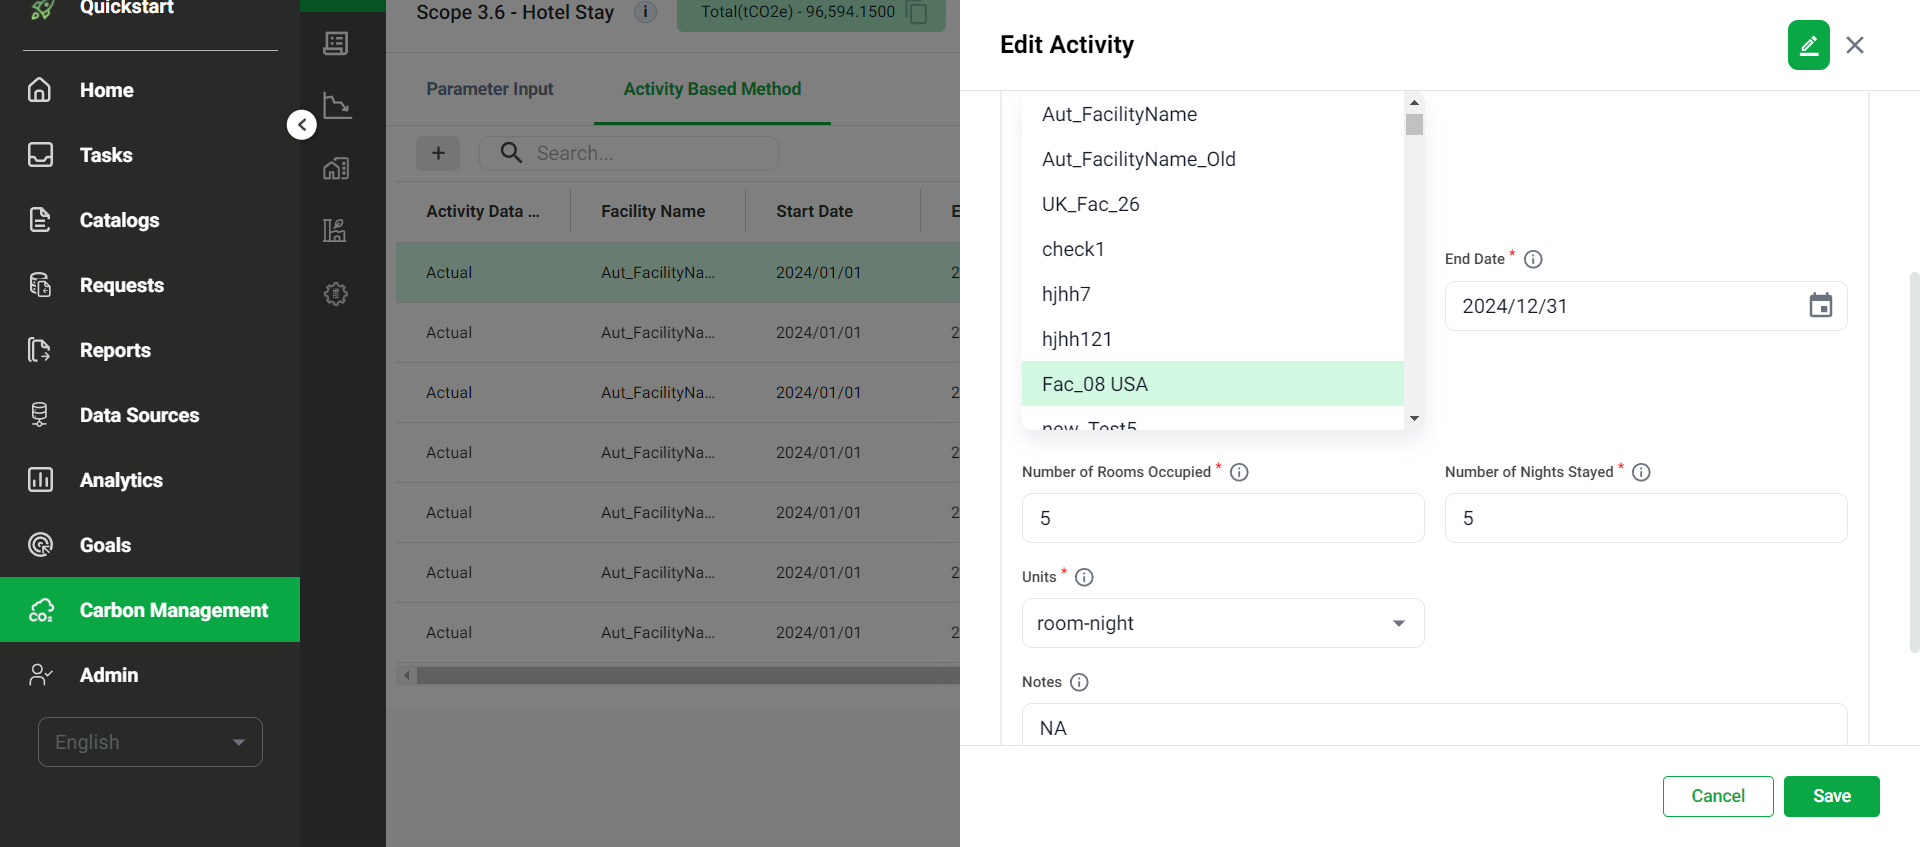 Quickstart
Home
Tasks
Catalogs
Requests
Reports
Data Sources
Analytics
Goals
Carbon Management
Admin
English
Scope 3.6 - Hotel Stay
Total(tCO2e) - 96,594.1500
Parameter Input
Activity Based Method
Search...
Activity Data ... Facility Name Start Date E
Actual Aut_FacilityNa... 2024/01/01 2
Actual Aut_FacilityNa... 2024/01/01 2
Actual Aut_FacilityNa... 2024/01/01 2
Actual Aut_FacilityNa... 2024/01/01 2
Actual Aut_FacilityNa... 2024/01/01 2
Actual Aut_FacilityNa... 2024/01/01 2
Actual Aut_FacilityNa... 2024/01/01 2
Edit Activity
Aut_FacilityName
Aut_FacilityName_Old
UK_Fac_26
check1
hjhh7
hjhh121
Fac_08 USA
new_Test5
End Date *
2024/12/31
Number of Rooms Occupied *
5
Number of Nights Stayed *
5
Units *
room-night
Notes
NA
Cancel
Save